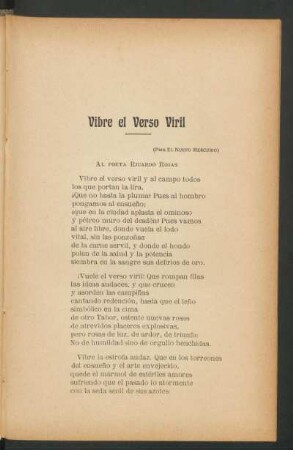 Vibre el Verso Viril
(Para EL ROJO
AL POETA RICARDO ROJAS
Vibre el verso viril y al campo todos
los que portan la lira.
¿Que no basta la pluma? Pues al hombro
pongamos el ensueño;
¿que en la ciudad aplasta el ominoso
y pétreo muro del desdén? Pues vamos
al aire libre, donde vuela el lodo
vital, sin las ponzoñas
de la carne servil, y donde el hondo
polen de la salud y la potencia
siembra en la sangre sus delirios de oro.
¡Vuele el verso viril! Que rompan filas
las ideas audaces, y que crucen
y asorden las campiñas
cantando redención, hasta que el leño
simbólico en la cima
de otro Tabor, ostente nuevas rosas
de atrevidos placeres explosivas,
pero rosas de luz, de ardor, de triunfo
No de humildad sino de orgullo henchidas.
Vibre la estrofa audaz. Que en los torreones
del ensueño y el arte envejecido,
quede el mármol de estériles amores
sufriendo que el pasado lo atormente
con la seda senil de sus